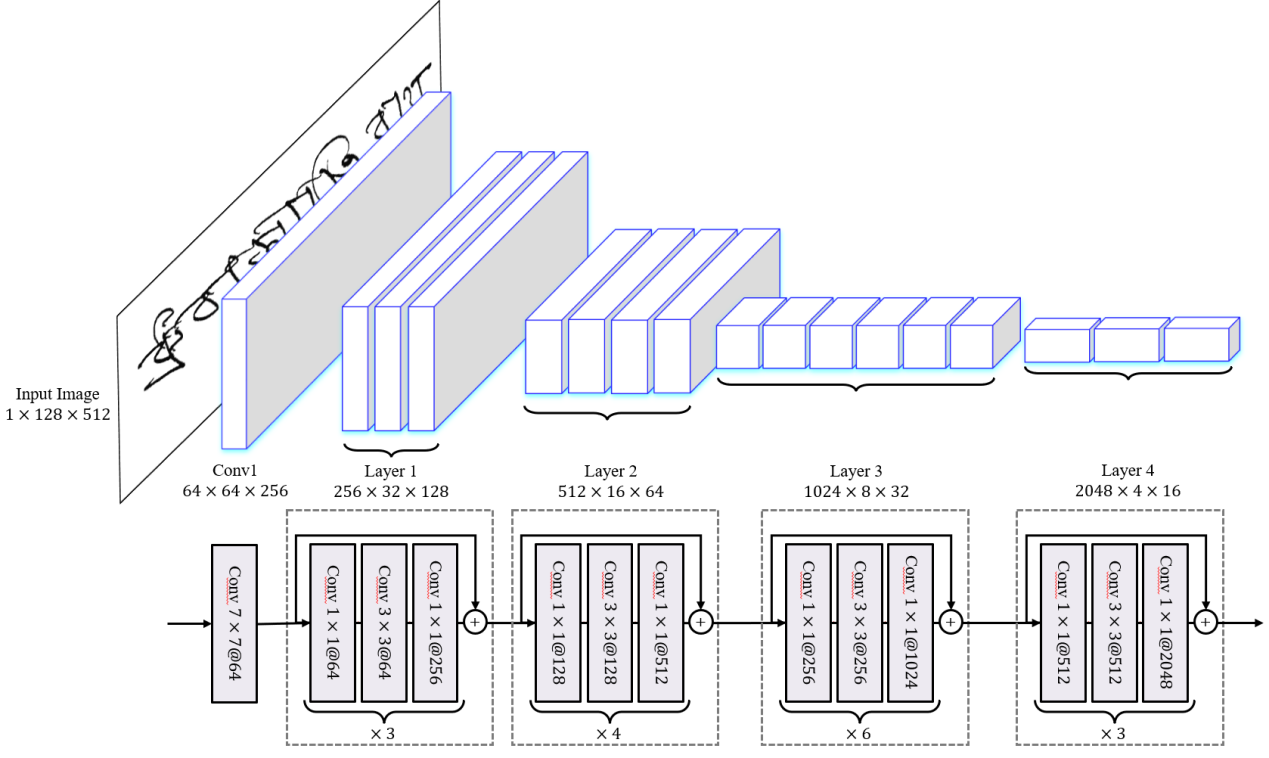 Input Image
1 × 128 × 512
Conv1
64 × 64 × 256
Layer 1
256 × 32 × 128
Layer 2
512 × 16 × 64
Layer 3
1024 × 8 × 32
Layer 4
2048 × 4 × 16
Conv 7 × 7@64
Conv 1 × 1@64
Conv 3 × 3@64
Conv 1 × 1@256
+
× 3
Conv 1 × 1@128
Conv 3 × 3@128
Conv 1 × 1@512
+
× 4
Conv 1 × 1@256
Conv 3 × 3@256
Conv 1 × 1@1024
+
× 6
Conv 1 × 1@512
Conv 3 × 3@512
Conv 1 × 1@2048
+
× 3